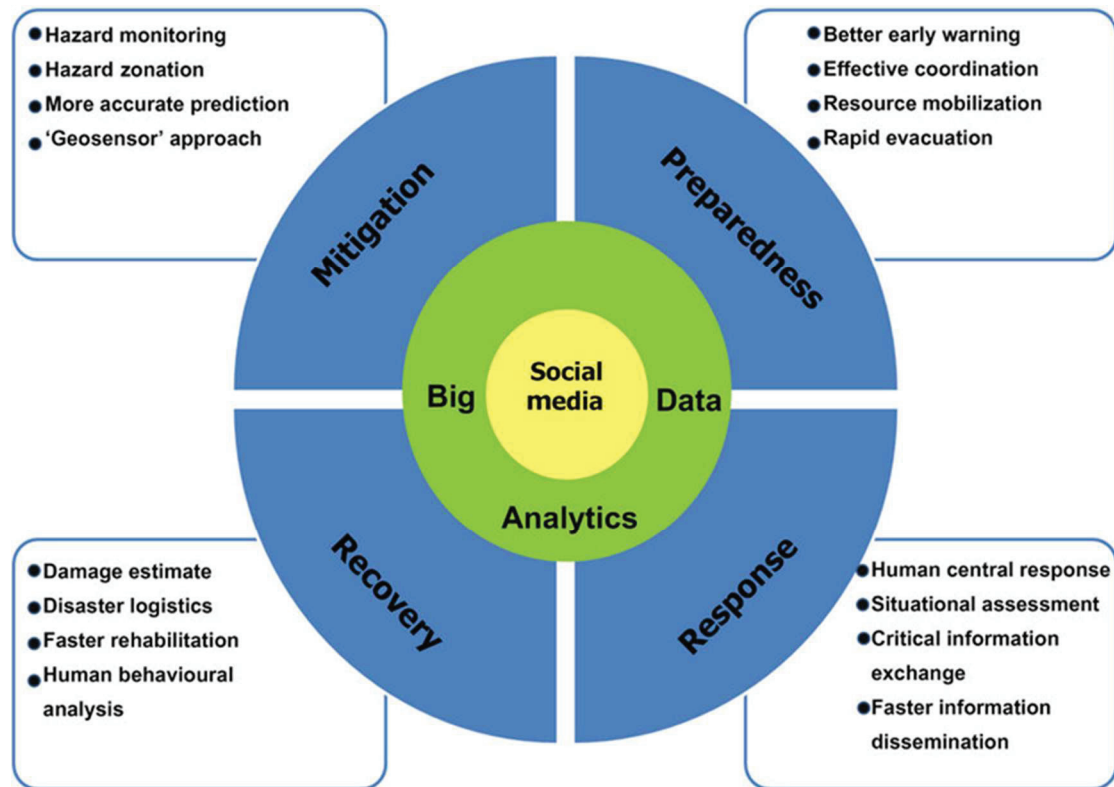 Hazard monitoring
Hazard zonation
More accurate prediction
‘Geosensor’ approach
Better early warning
Effective coordination
Resource mobilization
Rapid evacuation
Mitigation
Preparedness
Social
media
Big
Data
Analytics
Recovery
Response
Damage estimate
Disaster logistics
Faster rehabilitation
Human behavioural
analysis
Human central response
Situational assessment
Critical information
exchange
Faster information
dissemination